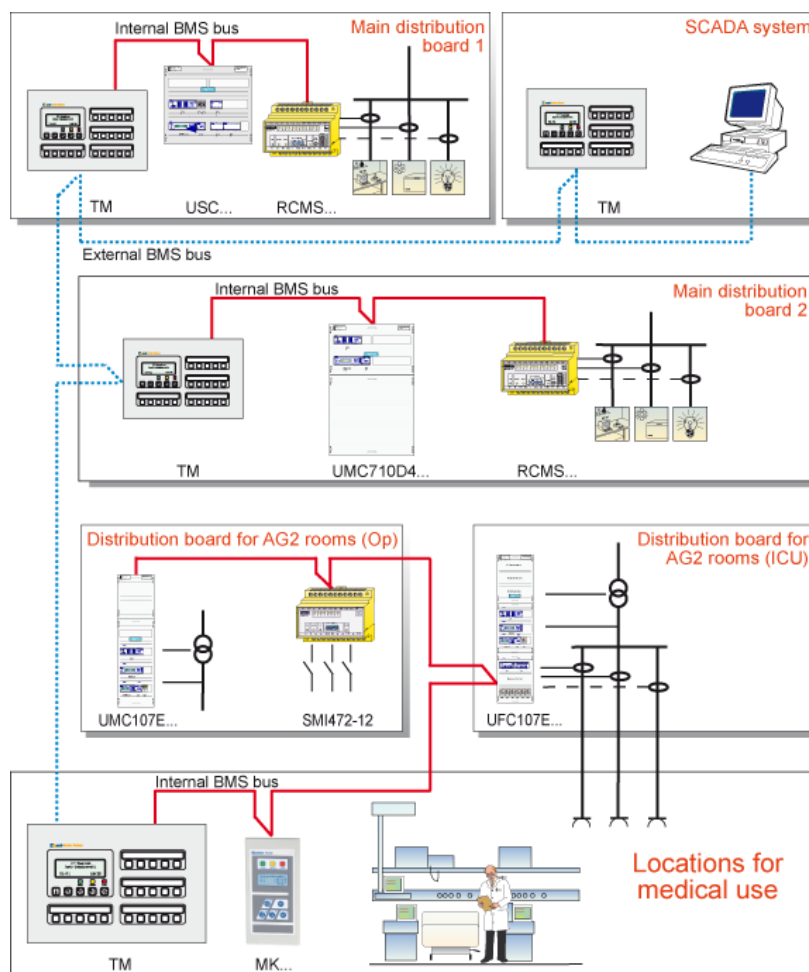 Internal BMS bus
Main distribution
board 1
SCADA system
TM
USC...
RCMS...
TM
External BMS bus
Internal BMS bus
Main distribution
board 2
TM
UMC710D4...
RCMS...
Distribution board for AG2 rooms (Op)
Distribution board for
AG2 rooms (ICU)
UMC107E...
SMI472-12
UFC107E...
Internal BMS bus
Locations for
medical use
TM
MK...